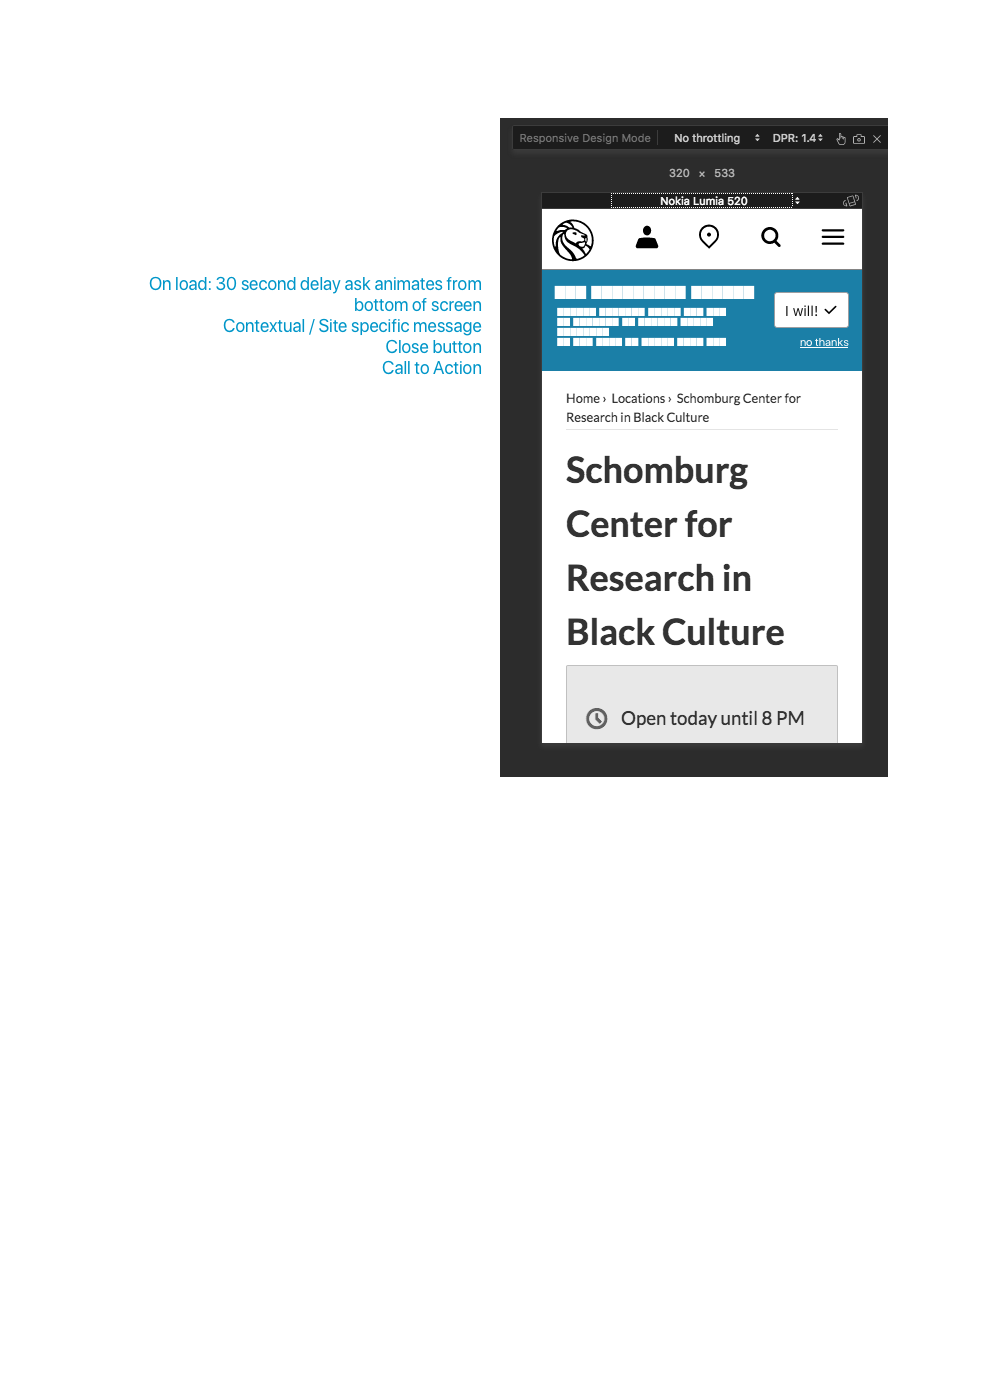 Responsive Design Mode No throttling DPR: 1.4
320 × 533
Nokia Lumia 520
On load: 30 second delay ask animates from
bottom of screen
Contextual / Site specific message
Close button
Call to Action
I will!
no thanks
Home › Locations › Schomburg Center for
Research in Black Culture
Schomburg
Center for
Research in
Black Culture
Open today until 8 PM